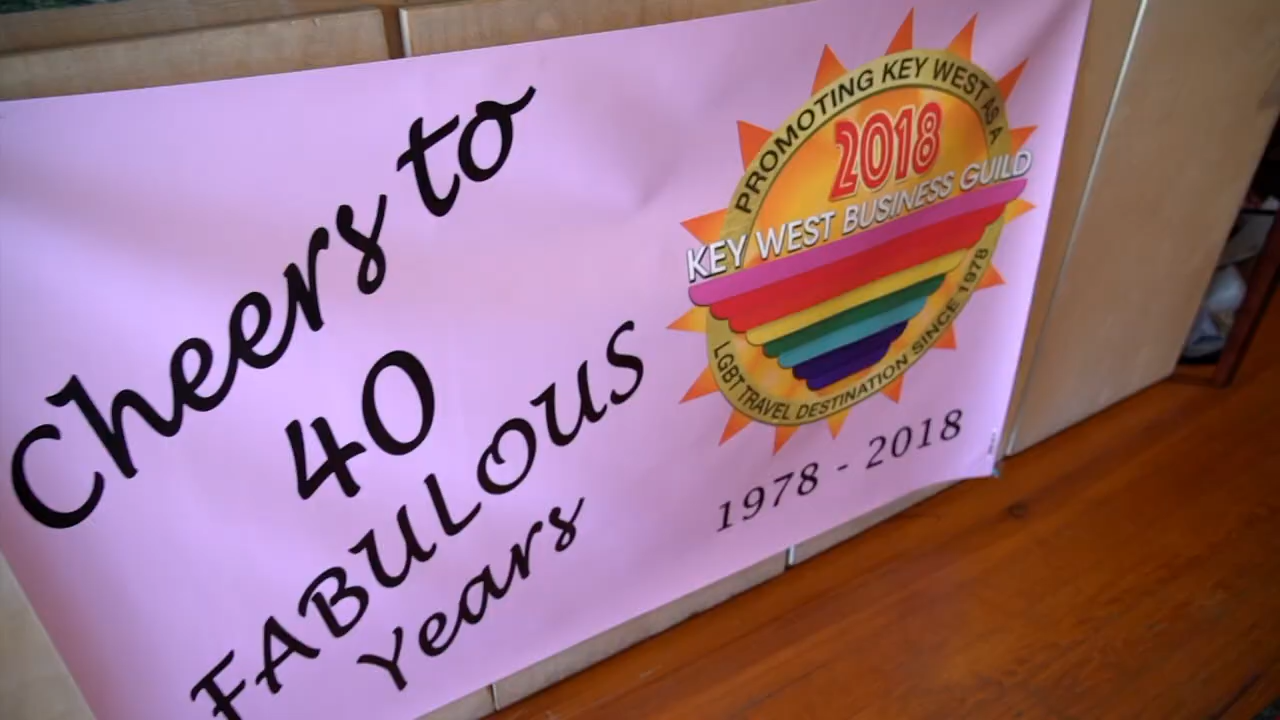 Cheers to
40
FABULOUS
Years
PROMOTING KEY WEST AS A
2018
KEY WEST BUSINESS GUILD
LGBT TRAVEL DESTINATION SINCE 1978
1978 - 2018